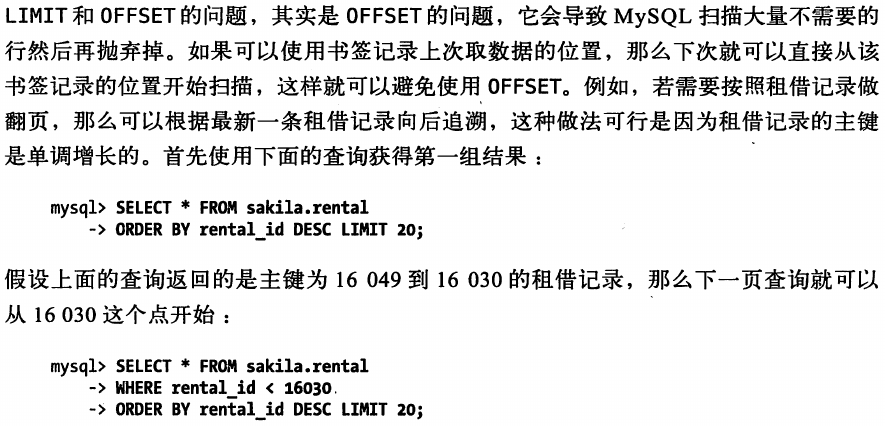 LIMIT 和 OFFSET 的问题，其实是 OFFSET 的问题，它会导致 MySQL 扫描大量不需要的
行然后再抛弃掉。如果可以使用书签记录上次取数据的位置，那么下次就可以直接从该
书签记录的位置开始扫描，这样就可以避免使用 OFFSET。例如，若需要按照租借记录做
翻页，那么可以根据最新一条租借记录向后追溯，这种做法可行是因为租借记录的主键
是单调增长的。首先使用下面的查询获得第一组结果：
mysql> SELECT * FROM sakila.rental
-> ORDER BY rental_id DESC LIMIT 20;
假设上面的查询返回的是主键为 16 049 到 16 030 的租借记录，那么下一页查询就可以
从 16 030 这个点开始：
mysql> SELECT * FROM sakila.rental
-> WHERE rental_id < 16030
-> ORDER BY rental_id DESC LIMIT 20;